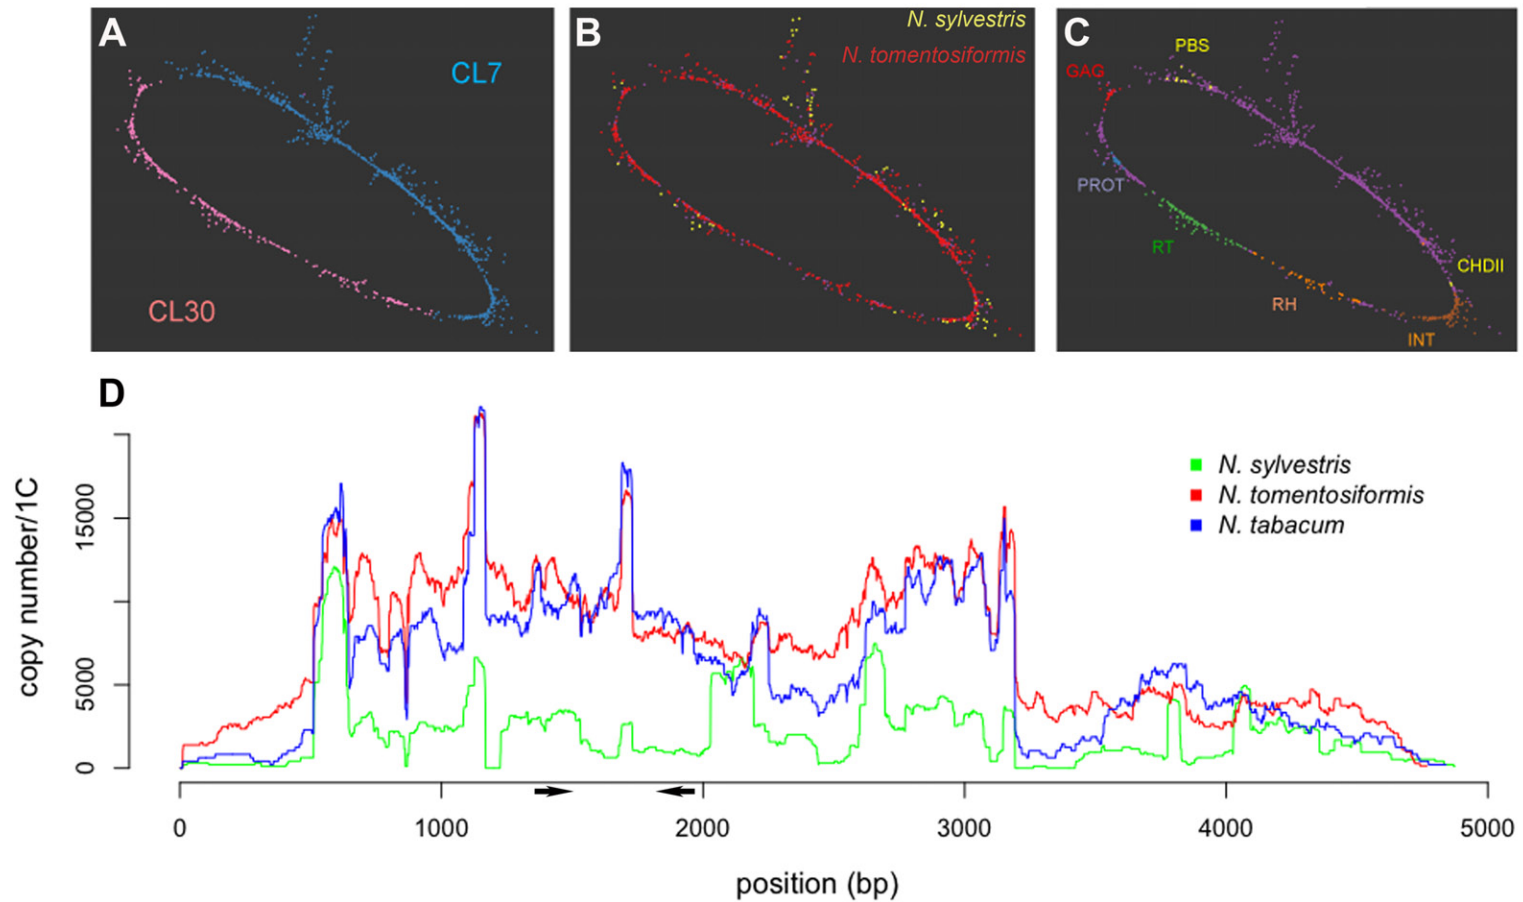 A
CL7
CL30
B
N. sylvestris
N. tomentosiformis
C
PBS
GAG
PROT
RT
RH
CHDII
INT
D
copy number/1C
15000
5000
0
N. sylvestris
N. tomentosiformis
N. tabacum
0 1000 2000 3000 4000 5000
position (bp)